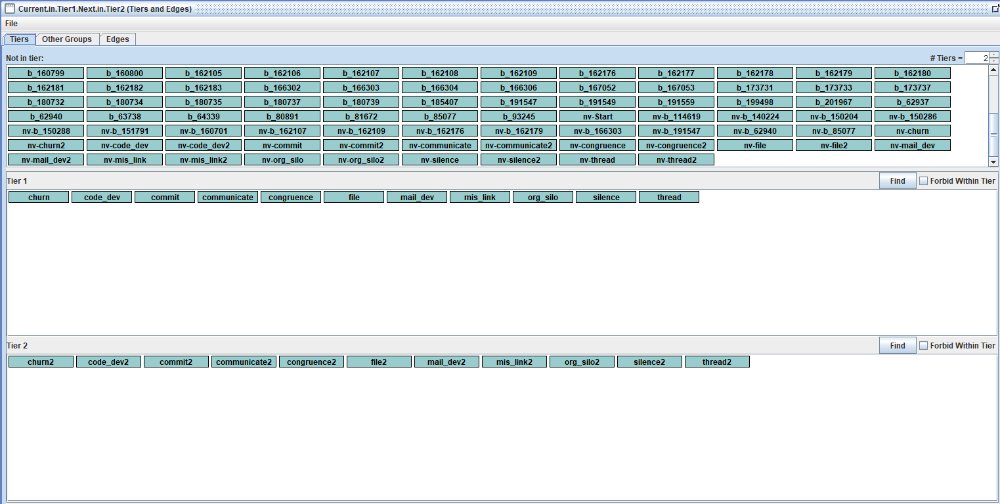 Current.in.Tier1.Next.in.Tier2 (Tiers and Edges)
File
Tiers Other Groups Edges
Not in tier: # Tiers = 2
b_160799 b_160800 b_162105 b_162106 b_162107 b_162108 b_162109 b_162176 b_162177 b_162178 b_162179 b_162180
b_162181 b_162182 b_162183 b_166302 b_166303 b_166304 b_166306 b_167052 b_167053 b_173731 b_173733 b_173737
b_180732 b_180734 b_180735 b_180737 b_180739 b_185407 b_191547 b_191549 b_191559 b_199498 b_201967 b_62937
b_62940 b_63738 b_64339 b_80891 b_81672 b_85077 b_93245 nv-Start nv-b_114619 nv-b_140224 nv-b_150204 nv-b_150286
nv-b_150288 nv-b_151791 nv-b_160701 nv-b_162107 nv-b_162109 nv-b_162176 nv-b_162179 nv-b_166303 nv-b_191547 nv-b_62940 nv-b_85077 nv-churn
nv-churn2 nv-code_dev nv-code_dev2 nv-commit nv-commit2 nv-communicate nv-communicate2 nv-congruence nv-congruence2 nv-file nv-file2 nv-mail_dev
nv-mail_dev2 nv-mis_link nv-mis_link2 nv-org_silo nv-org_silo2 nv-silence nv-silence2 nv-thread nv-thread2
Tier 1 Find Forbid Within Tier
churn code_dev commit communicate congruence file mail_dev mis_link org_silo silence thread
Tier 2 Find Forbid Within Tier
churn2 code_dev2 commit2 communicate2 congruence2 file2 mail_dev2 mis_link2 org_silo2 silence2 thread2